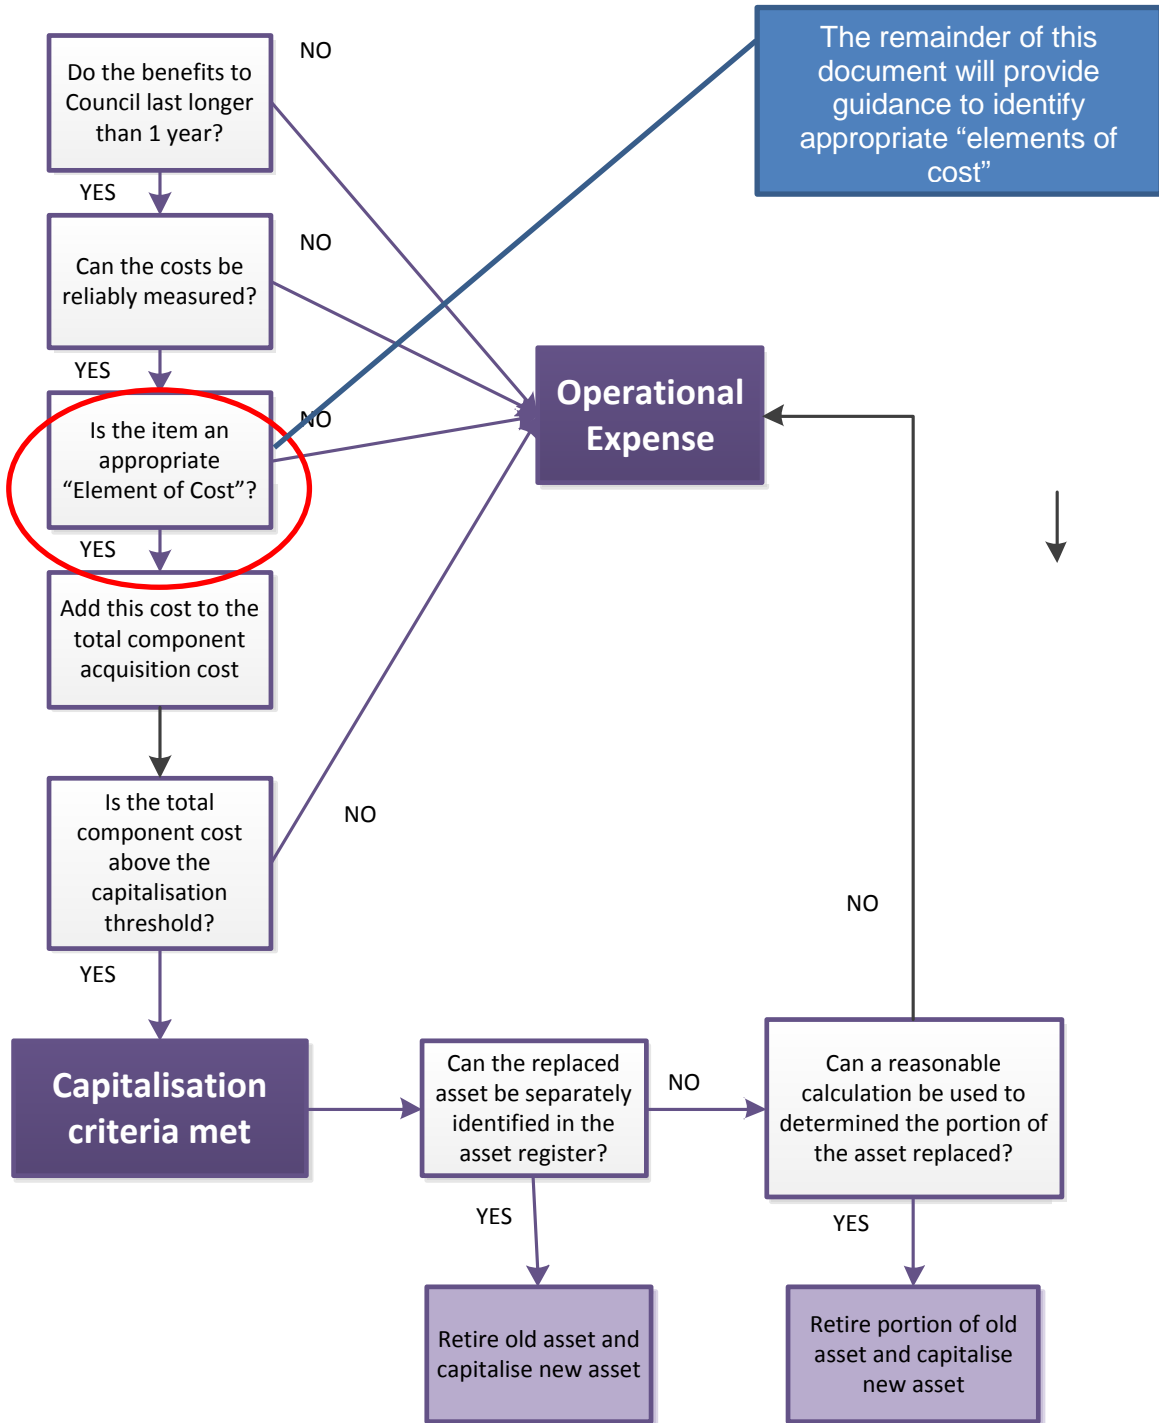 Do the benefits to
Council last longer
than 1 year?
NO
The remainder of this
document will provide
guidance to identify
appropriate “elements of
cost”
YES
Can the costs be
reliably measured?
NO
YES
Is the item an
appropriate
“Element of Cost”?
NO
Operational
Expense
YES
Add this cost to the
total component
acquisition cost
Is the total
component cost
above the
capitalisation
threshold?
NO
NO
YES
Capitalisation
criteria met
Can the replaced
asset be separately
identified in the
asset register?
NO
Can a reasonable
calculation be used to
determined the portion of
the asset replaced?
YES
YES
Retire old asset and
capitalise new asset
Retire portion of old
asset and capitalise
new asset